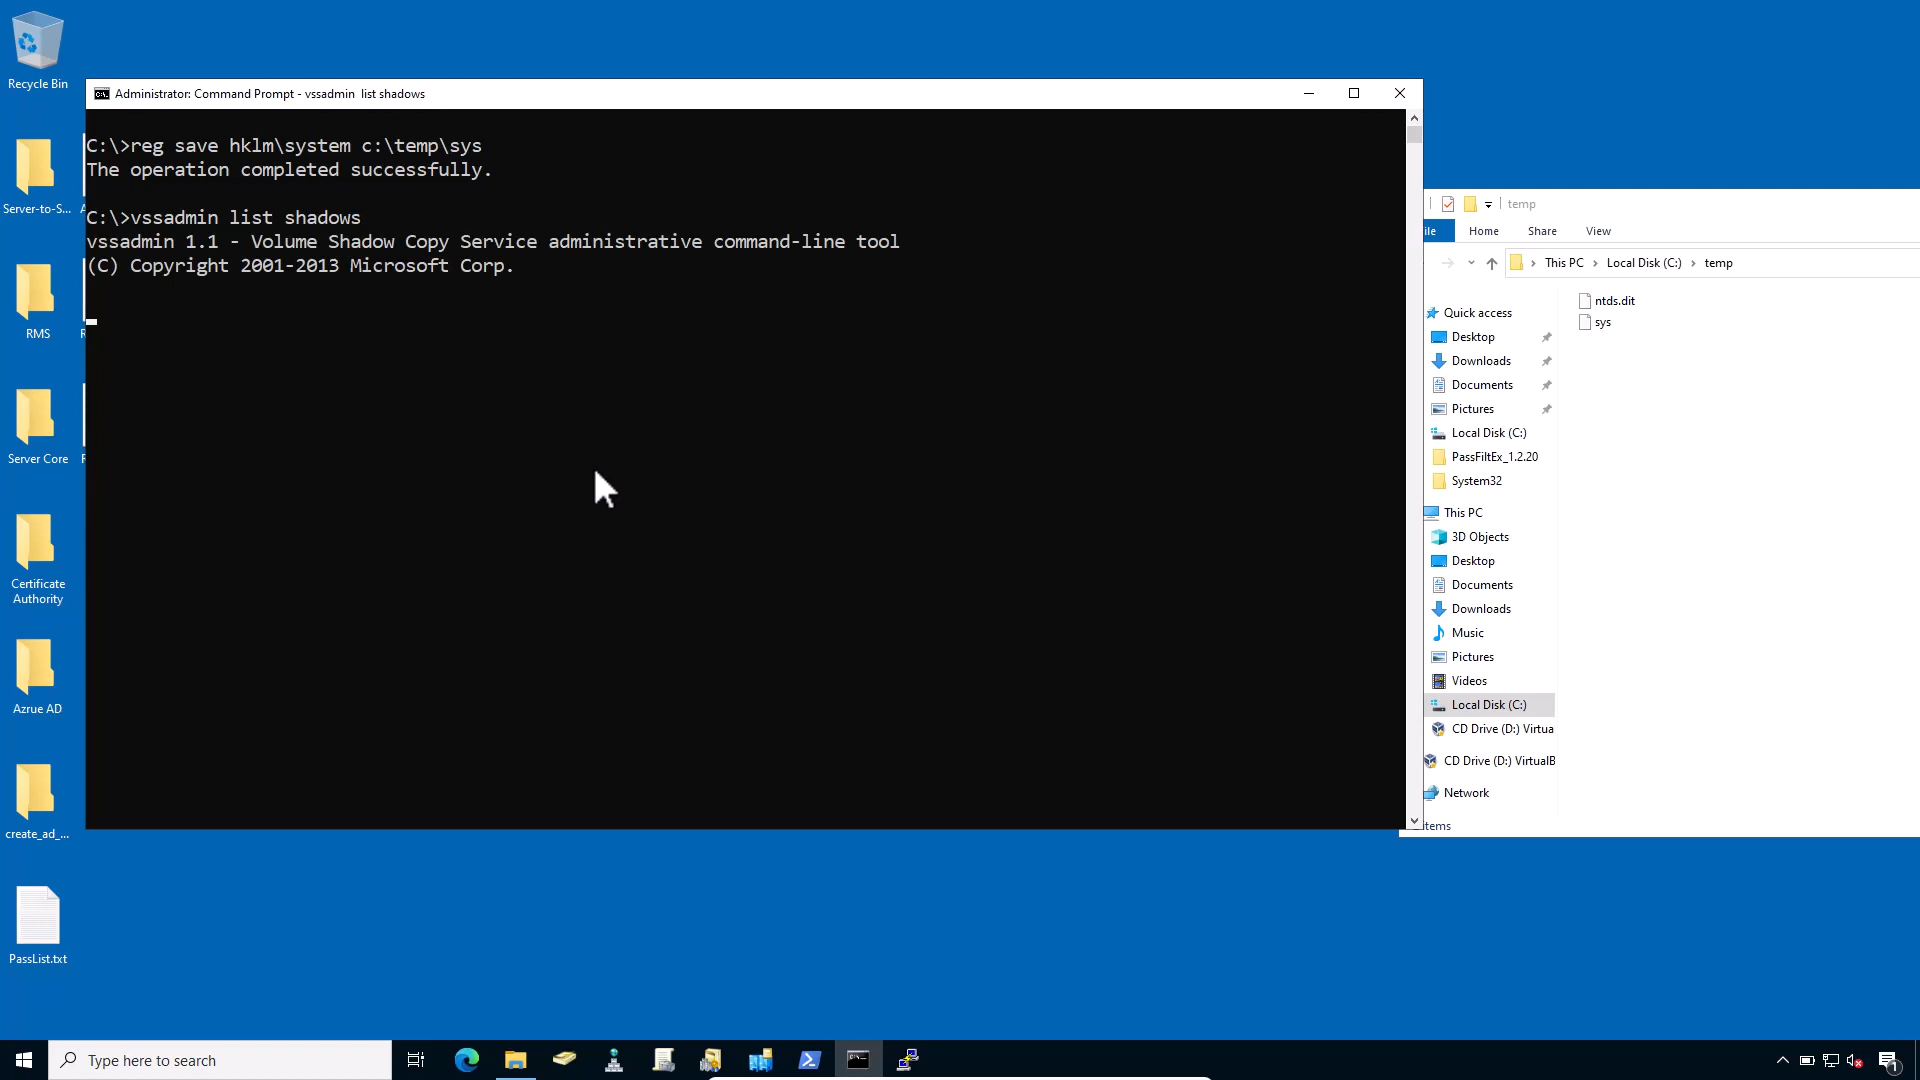 Recycle Bin
Server-to-S...
RMS
Server Core
Certificate
Authority
Azrue AD
create_ad_...
PassList.txt
Administrator: Command Prompt - vssadmin  list shadows
C:\>reg save hklm\system c:\temp\sys
The operation completed successfully.
C:\>vssadmin list shadows
vssadmin 1.1 - Volume Shadow Copy Service administrative command-line tool
(C) Copyright 2001-2013 Microsoft Corp.
temp
ile Home Share View
This PC Local Disk (C:) temp
Quick access
Desktop
Downloads
Documents
Pictures
Local Disk (C:)
PassFiltEx_1.2.20
System32
This PC
3D Objects
Desktop
Documents
Downloads
Music
Pictures
Videos
Local Disk (C:)
CD Drive (D:) Virtua
CD Drive (D:) VirtualB
Network
ntds.dit
sys
items
Type here to search
1